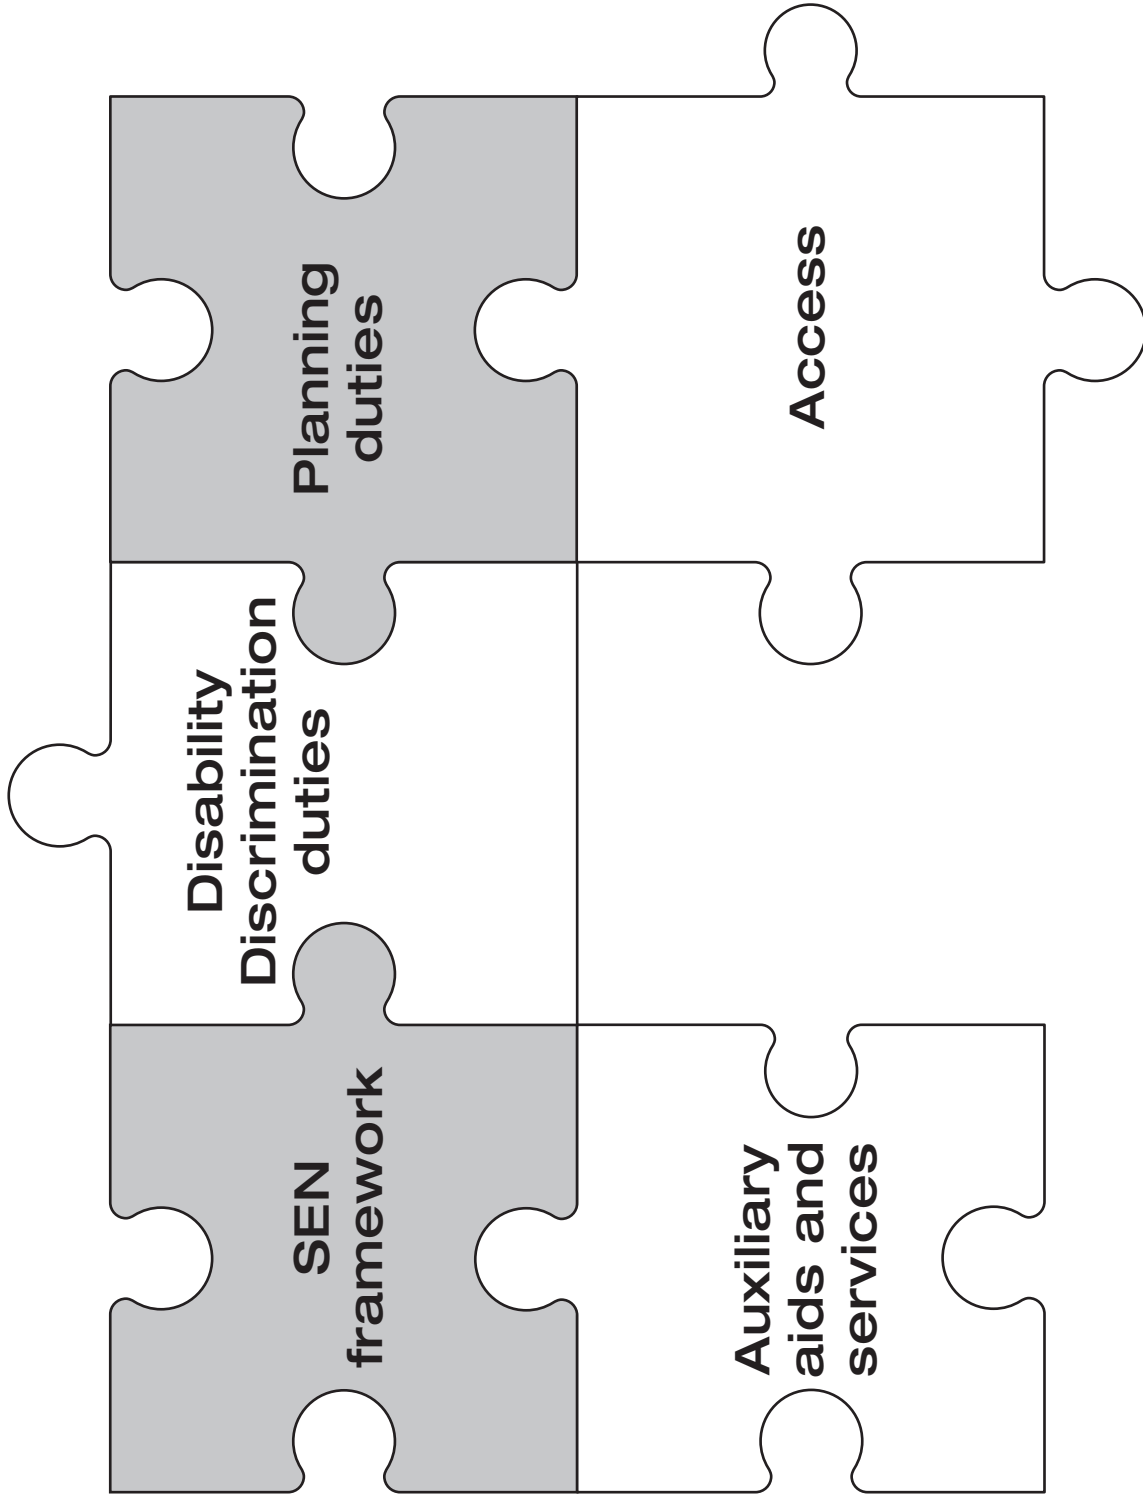 SEN
framework
Disability
Discrimination
duties
Planning
duties
Auxiliary
aids and
services
Access